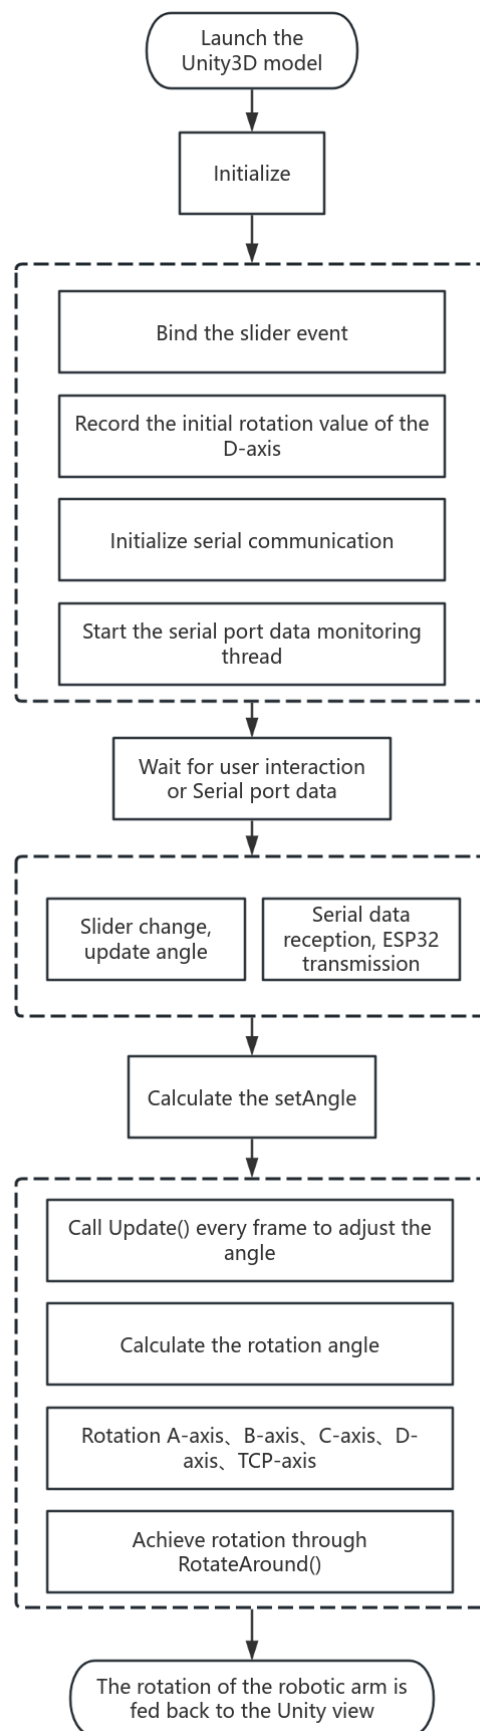 Launch the
Unity3D model
Initialize
Bind the slider event
Record the initial rotation value of the
D-axis
Initialize serial communication
Start the serial port data monitoring
thread
Wait for user interaction
or Serial port data
Slider change,
update angle
Serial data
reception, ESP32
transmission
Calculate the setAngle
Call Update() every frame to adjust the
angle
Calculate the rotation angle
Rotation A-axis、B-axis、C-axis、D-
axis、TCP-axis
Achieve rotation through
RotateAround()
The rotation of the robotic arm is
fed back to the Unity view